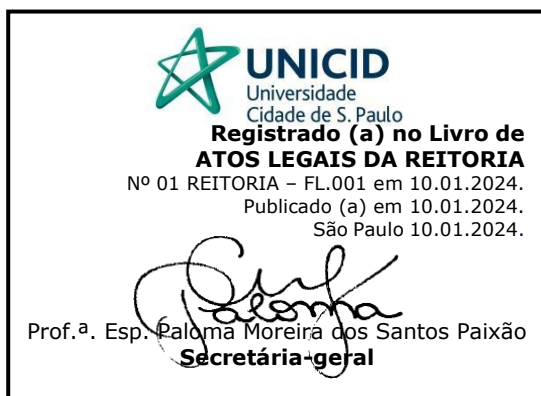 UNICID
Universidade
Cidade de S. Paulo
Registrado (a) no Livro de
ATOS LEGAIS DA REITORIA
Nº 01 REITORIA – FL.001 em 10.01.2024.
Publicado (a) em 10.01.2024.
São Paulo 10.01.2024.
Paloma
Prof.ª. Esp. Paloma Moreira dos Santos Paixão
Secretária-geral